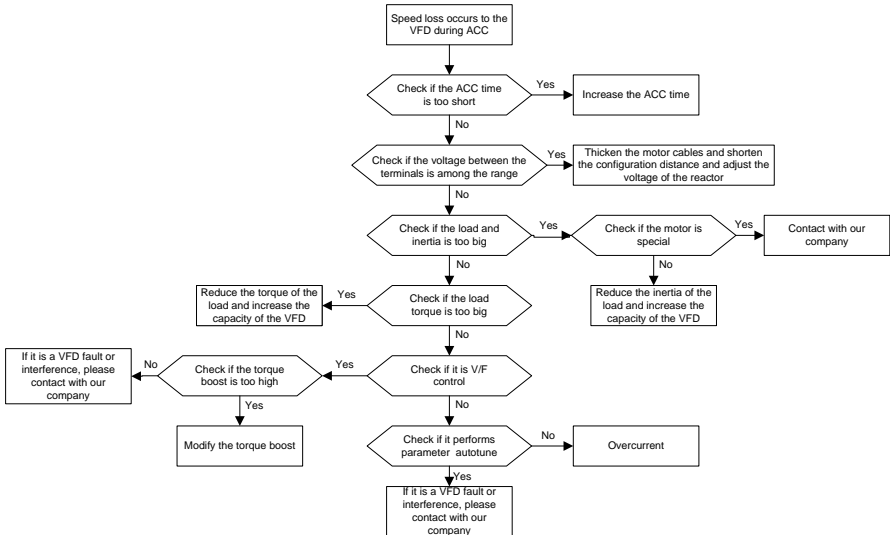 Speed loss occurs to the
VFD during ACC
Check if the ACC time
is too short
Yes
Increase the ACC time
No
Check if the voltage between the
terminals is among the range
Yes
Thicken the motor cables and shorten
the configuration distance and adjust the
voltage of the reactor
No
Check if the load and
inertia is too big
Yes
Check if the motor is
special
Yes
Contact with our
company
No
No
Reduce the torque of the
load and increase the
capacity of the VFD
Yes
Check if the load
torque is too big
Reduce the inertia of the
load and increase the
capacity of the VFD
No
If it is a VFD fault or
interference, please
contact with our
company
No
Check if the torque
boost is too high
Yes
Check if it is V/F
control
Yes
No
Modify the torque boost
Check if it performs
parameter autotune
No
Overcurrent
Yes
If it is a VFD fault or
interference, please
contact with our
company